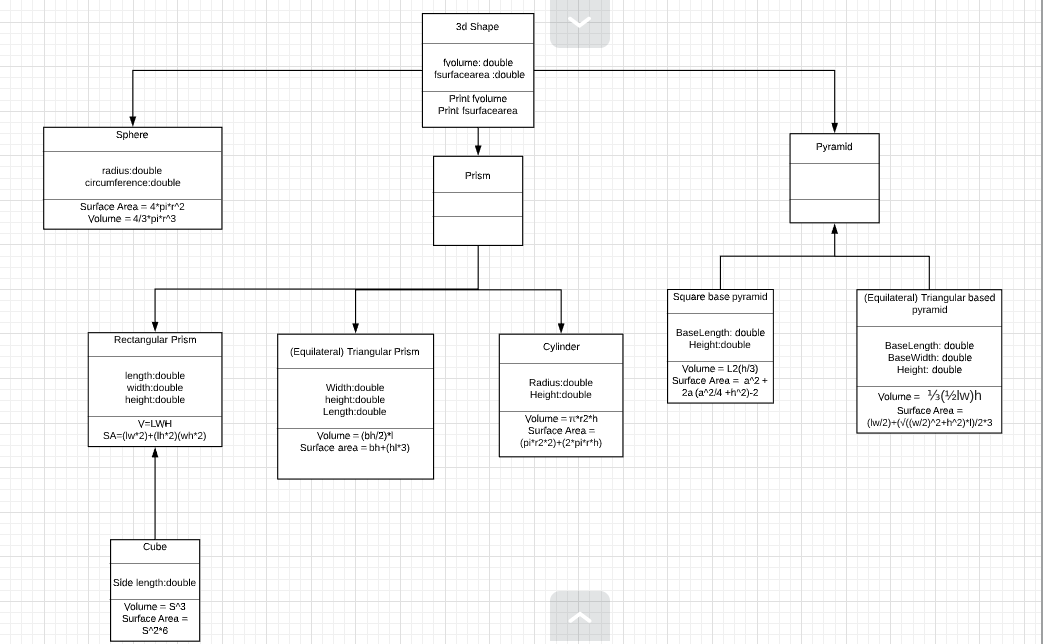 3d Shape
fvolume: double
fsurfacearea :double
Print fvolume
Print fsurfacearea
Sphere
radius:double
circumference:double
Surface Area = 4*pi*r^2
Volume = 4/3*pi*r^3
Prism
Pyramid
Rectangular Prism
length:double
width:double
height:double
V=LWH
SA=(lw*2)+(lh*2)(wh*2)
(Equilateral) Triangular Prism
Width:double
height:double
Length:double
Volume = (bh/2)*l
Surface area = bh+(hl*3)
Cylinder
Radius:double
Height:double
Volume = π*r2*h
Surface Area =
(pi*r2*2)+(2*pi*r*h)
Square base pyramid
BaseLength: double
Height:double
Volume = L2(h/3)
Surface Area = a^2 +
2a (a^2/4 +h^2)-2
(Equilateral) Triangular based
pyramid
BaseLength: double
BaseWidth: double
Height: double
Volume = ⅓(½lw)h
Surface Area =
(lw/2)+(√((w/2)^2+h^2)*l)/2*3
Cube
Side length:double
Volume = S^3
Surface Area =
S^2*6